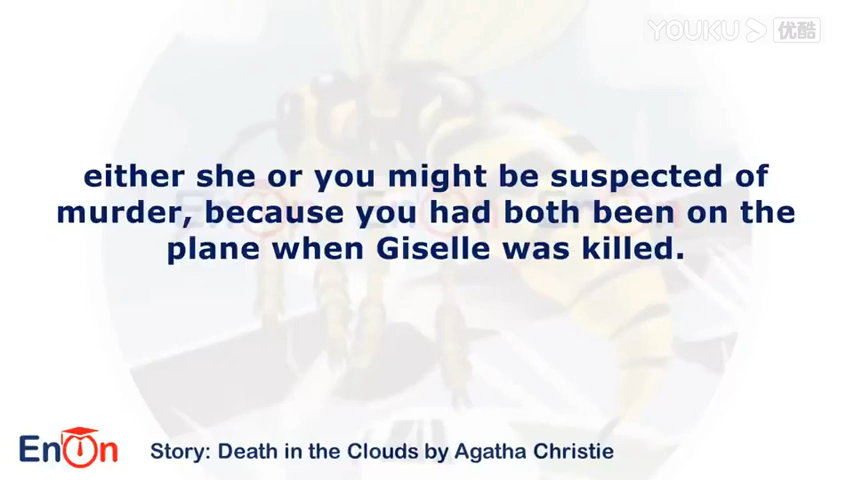 YOUKU 优酷
either she or you might be suspected of
murder, because you had both been on the
plane when Giselle was killed.
EnOn
Story: Death in the Clouds by Agatha Christie